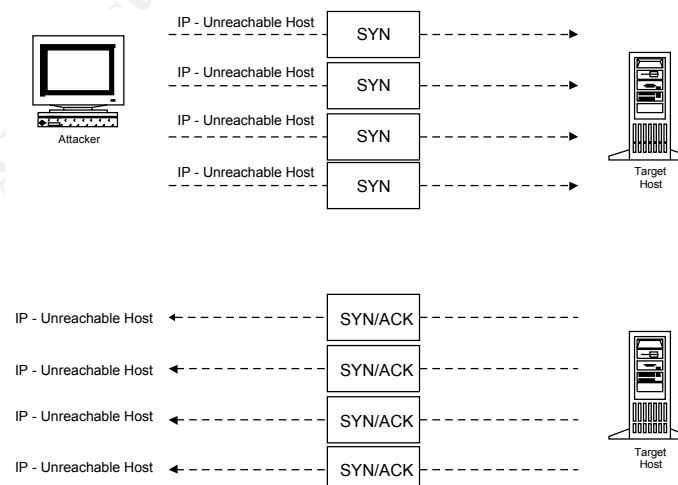 IP - Unreachable Host
SYN
IP - Unreachable Host
SYN
IP - Unreachable Host
SYN
IP - Unreachable Host
SYN
Attacker
Target
Host
IP - Unreachable Host
SYN/ACK
IP - Unreachable Host
SYN/ACK
IP - Unreachable Host
SYN/ACK
IP - Unreachable Host
SYN/ACK
Target
Host